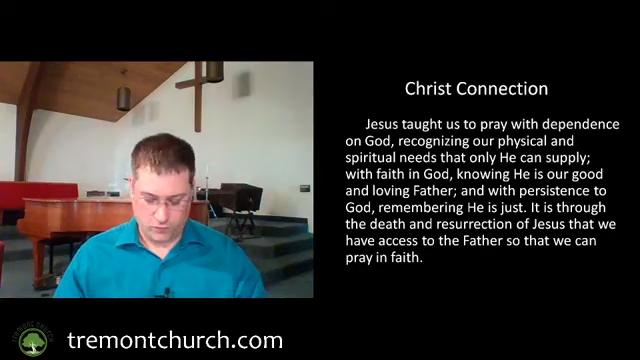 Christ Connection
Jesus taught us to pray with dependence
on God, recognizing our physical and
spiritual needs that only He can supply;
with faith in God, knowing He is our good
and loving Father; and with persistence to
God, remembering He is just. It is through
the death and resurrection of Jesus that we
have access to the Father so that we can
pray in faith.
tremontchurch.com